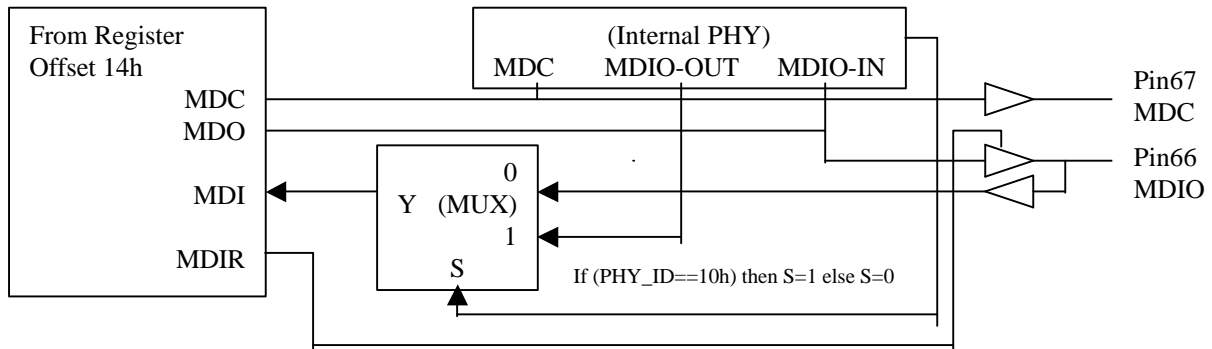 From Register
Offset 14h
MDC
MDO
MDI
MDIR
(Internal PHY)
MDC MDIO-OUT MDIO-IN
0
Y (MUX)
1
S
If (PHY_ID==10h) then S=1 else S=0
Pin67
MDC
Pin66
MDIO